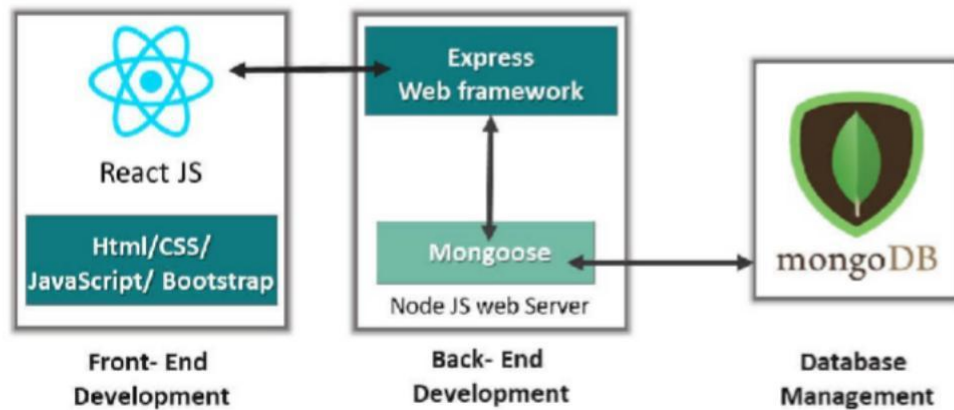 React JS
Html/CSS/
JavaScript/ Bootstrap
Front- End
Development
Express
Web framework
Mongoose
Node JS web Server
Back- End
Development
mongoDB
Database
Management